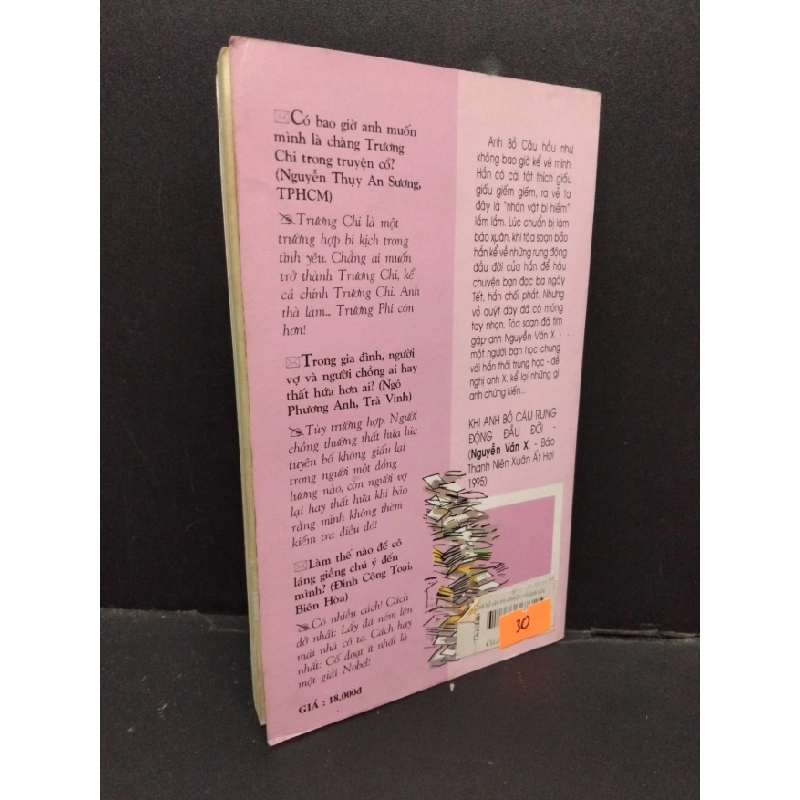 Có bao giờ anh muốn
mình là chàng Trương
Chi trong truyện cổ?
(Nguyễn Thụy An Sương,
TPHCM)
Trương Chi là một
trường hợp bi kịch trong
tình yêu. Chẳng ai muốn
trở thành Trương Chi, kể
cả chính Trương Chi. Anh
thà làm... Trương Phi còn
hơn!
Trong gia đình, người
vợ và người chồng ai hay
thất hứa hơn ai? (Ngô
Phương Anh, Trà Vinh)
Tùy trường hợp. Người
chồng thường thất hứa lúc
tuyên bố không giấu lại
trong người một đồng
lương nào, còn người vợ
lại hay thất hứa khi bảo
rằng mình không thèm
kiểm tra điều đó!
Làm thế nào để cô
láng giềng chú ý đến
mình? (Đinh Công Toại,
Biên Hòa)
Có nhiều cách! Cách
dở nhất: Lấy đá ném lên
mái nhà cô ta. Cách hay
nhất: Cố đoạt ít nhất là
một giải Nobel!
GIÁ : 18.000đ
Anh Bồ Câu hầu như
không bao giờ kể về mình.
Hắn có cái tật thích giấu
giấu giếm giếm, ra vẻ ta
đây là "nhân vật bí hiểm"
lắm lắm. Lúc chuẩn bị làm
báo xuân, khi tòa soạn bảo
hắn kể về những rung động
đầu đời của hắn để hầu
chuyện bạn đọc ba ngày
Tết, hắn chối phắt. Nhưng
vỏ quýt dày đã có móng
tay nhọn. Tòa soạn đã tìm
gặp anh Nguyễn Văn X. -
một người bạn học chung
với hắn thời trung học - đề
nghị anh X. kể lại những gì
anh chứng kiến...
KHI ANH BỒ CÂU RUNG
ĐỘNG ĐẦU ĐỜI -
(Nguyễn Văn X. - Báo
Thanh Niên Xuân Ất Hợi
1995)
30